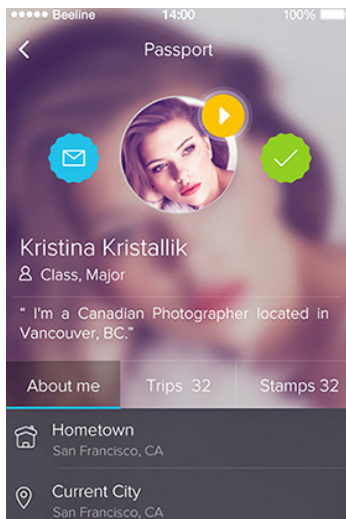 Beeline 14:00 100%
Passport
Kristina Kristallik
Class, Major
“ I'm a Canadian Photographer located in
Vancouver, BC.”
About me Trips 32 Stamps 32
Hometown
San Francisco, CA
Current City
San Francisco, CA